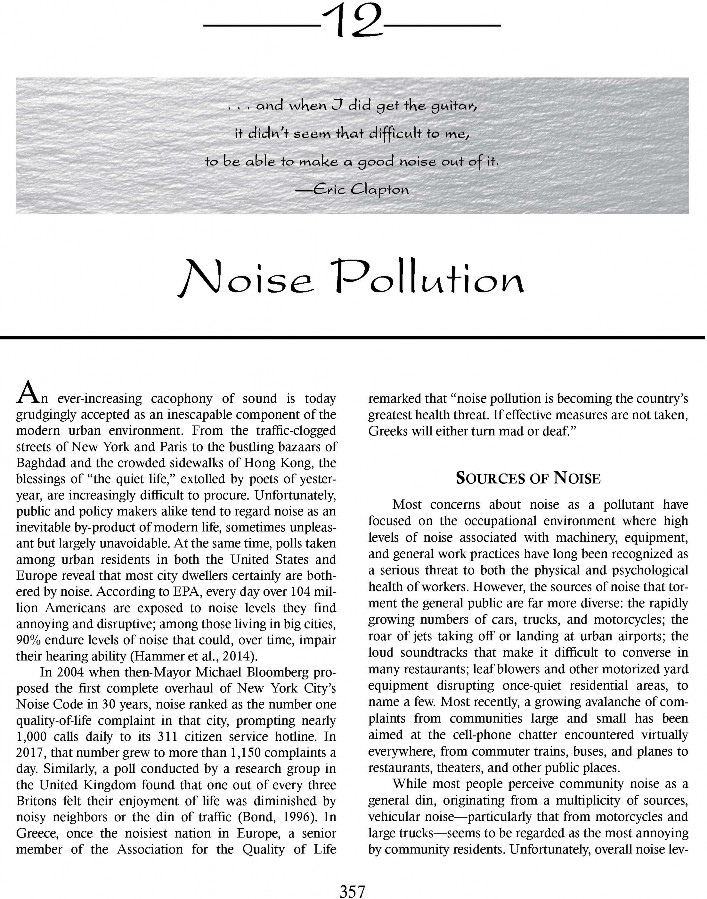 12
. . . and when I did get the guitar,
it didn't seem that difficult to me,
to be able to make a good noise out of it.
—Eric Clapton
Noise Pollution
An ever-increasing cacophony of sound is today
grudgingly accepted as an inescapable component of the
modern urban environment. From the traffic-clogged
streets of New York and Paris to the bustling bazaars of
Baghdad and the crowded sidewalks of Hong Kong, the
blessings of "the quiet life," extolled by poets of yester-
year, are increasingly difficult to procure. Unfortunately,
public and policy makers alike tend to regard noise as an
inevitable by-product of modern life, sometimes unpleas-
ant but largely unavoidable. At the same time, polls taken
among urban residents in both the United States and
Europe reveal that most city dwellers certainly are both-
ered by noise. According to EPA, every day over 104 mil-
lion Americans are exposed to noise levels they find
annoying and disruptive; among those living in big cities,
90% endure levels of noise that could, over time, impair
their hearing ability (Hammer et al., 2014).
In 2004 when then-Mayor Michael Bloomberg pro-
posed the first complete overhaul of New York City's
Noise Code in 30 years, noise ranked as the number one
quality-of-life complaint in that city, prompting nearly
1,000 calls daily to its 311 citizen service hotline. In
2017, that number grew to more than 1,150 complaints a
day. Similarly, a poll conducted by a research group in
the United Kingdom found that one out of every three
Britons felt their enjoyment of life was diminished by
noisy neighbors or the din of traffic (Bond, 1996). In
Greece, once the noisiest nation in Europe, a senior
member of the Association for the Quality of Life
remarked that "noise pollution is becoming the country's
greatest health threat. If effective measures are not taken,
Greeks will either turn mad or deaf."
SOURCES OF NOISE
Most concerns about noise as a pollutant have
focused on the occupational environment where high
levels of noise associated with machinery, equipment,
and general work practices have long been recognized as
a serious threat to both the physical and psychological
health of workers. However, the sources of noise that tor-
ment the general public are far more diverse: the rapidly
growing numbers of cars, trucks, and motorcycles; the
roar of jets taking off or landing at urban airports; the
loud soundtracks that make it difficult to converse in
many restaurants; leaf blowers and other motorized yard
equipment disrupting once-quiet residential areas, to
name a few. Most recently, a growing avalanche of com-
plaints from communities large and small has been
aimed at the cell-phone chatter encountered virtually
everywhere, from commuter trains, buses, and planes to
restaurants, theaters, and other public places.
While most people perceive community noise as a
general din, originating from a multiplicity of sources,
vehicular noise—particularly that from motorcycles and
large trucks—seems to be regarded as the most annoying
by community residents. Unfortunately, overall noise lev-
357